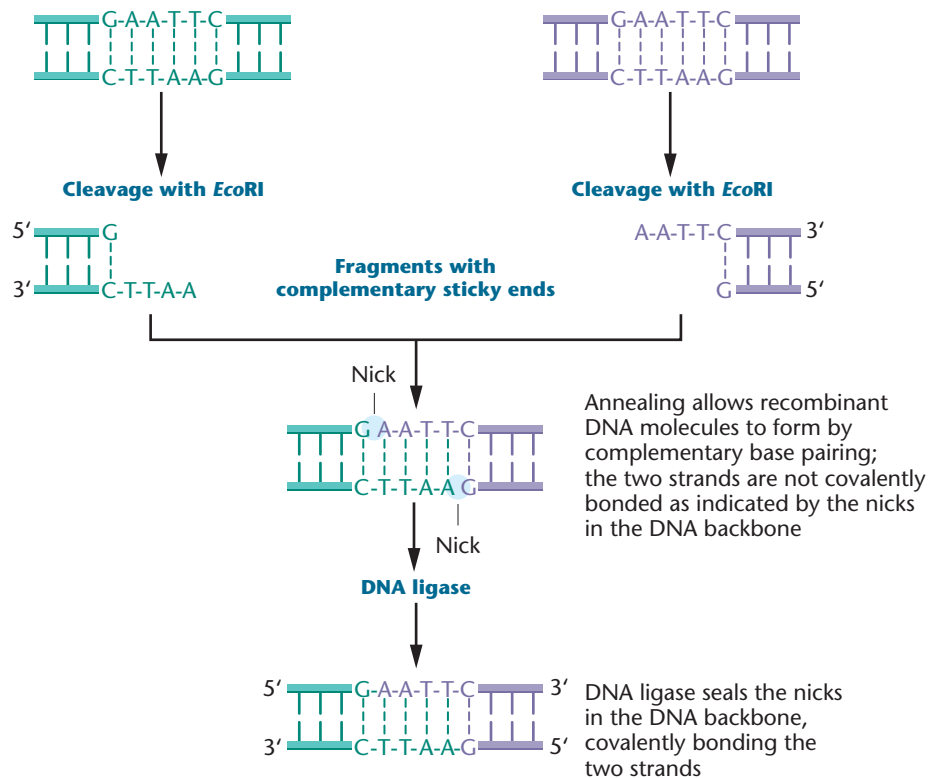 G-A-A-T-T-C G-A-A-T-T-C
C-T-T-A-A-G C-T-T-A-A-G
Cleavage with EcoRI Cleavage with EcoRI
5′ G A-A-T-T-C 3′
Fragments with
complementary sticky ends
3′ C-T-T-A-A G 5′
Nick
G A-A-T-T-C
C-T-T-A-A G
Nick
Annealing allows recombinant
DNA molecules to form by
complementary base pairing;
the two strands are not covalently
bonded as indicated by the nicks
in the DNA backbone
DNA ligase
5′ G-A-A-T-T-C 3′
3′ C-T-T-A-A-G 5′
DNA ligase seals the nicks
in the DNA backbone,
covalently bonding the
two strands